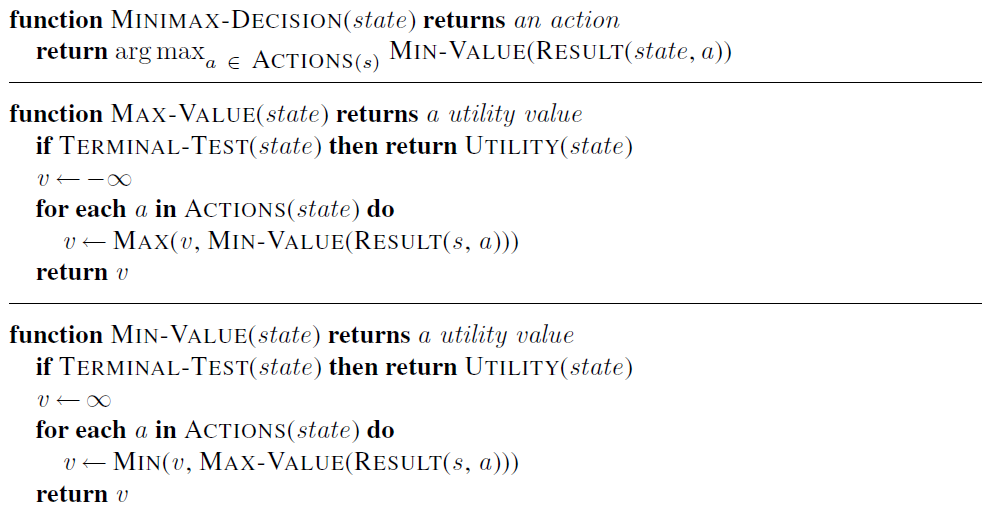 function MINIMAX-DECISION(state) returns an action
return arg max a ∈ ACTIONS(s) MIN-VALUE(RESULT(state, a))
function MAX-VALUE(state) returns a utility value
if TERMINAL-TEST(state) then return UTILITY(state)
v ← −∞
for each a in ACTIONS(state) do
v ← MAX(v, MIN-VALUE(RESULT(s, a)))
return v
function MIN-VALUE(state) returns a utility value
if TERMINAL-TEST(state) then return UTILITY(state)
v ← ∞
for each a in ACTIONS(state) do
v ← MIN(v, MAX-VALUE(RESULT(s, a)))
return v